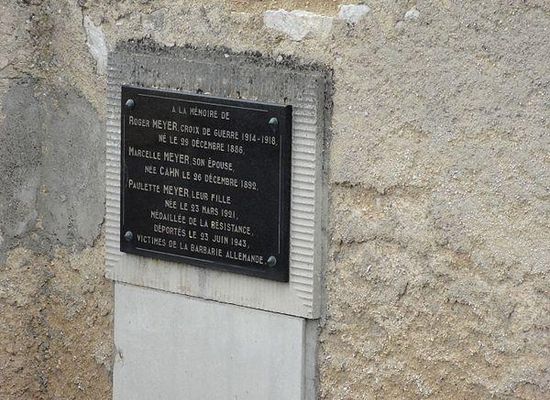 A LA MÉMOIRE DE
ROGER MEYER, CROIX DE GUERRE 1914-1918,
NÉ LE 29 DÉCEMBRE 1886,
MARCELLE MEYER, SON ÉPOUSE,
NÉE CAHN LE 26 DÉCEMBRE 1892,
PAULETTE MEYER, LEUR FILLE
NÉE LE 23 MARS 1921,
MÉDAILLÉE DE LA RÉSISTANCE,
DÉPORTÉS LE 23 JUIN 1943,
VICTIMES DE LA BARBARIE ALLEMANDE.